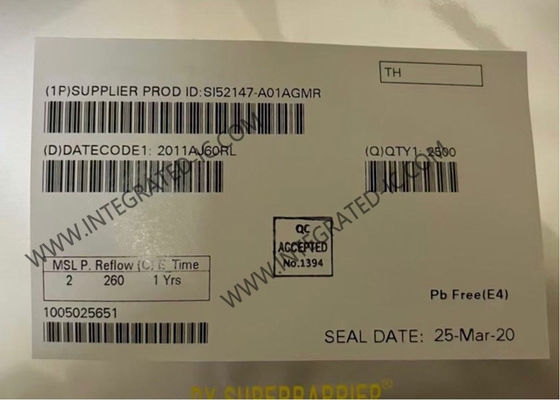 TH
(1P)SUPPLIER PROD ID:SI52147-A01AGMR
(D)DATECODE1: 2011AJ60RL
(Q)QTY1: 2500
QC
ACCEPTED
No.1394
MSL P. Reflow (C) E. Time
2 260 1 Yrs
1005025651
Pb Free(E4)
SEAL DATE: 25-Mar-20
WWW.INTEGRATED-IC.COM
WWW.INTEGRATED-IC.COM
SUPERBARRIER®